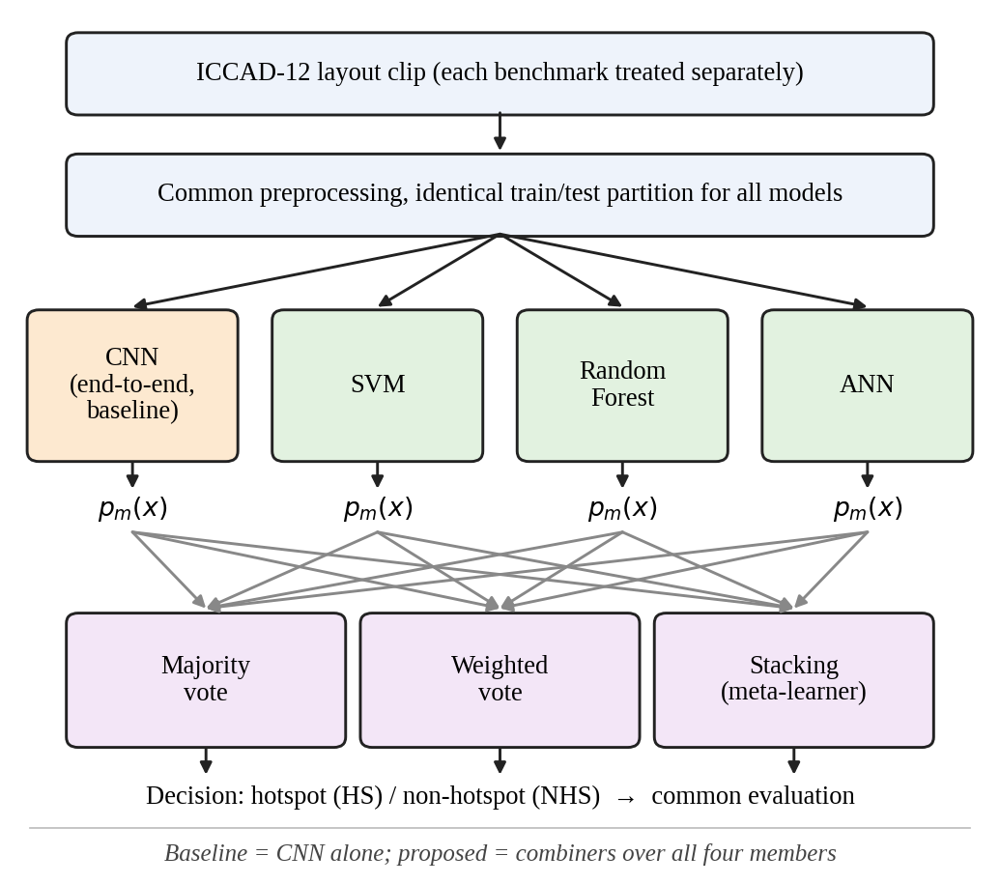 ICCAD-12 layout clip (each benchmark treated separately)
Common preprocessing, identical train/test partition for all models
CNN
(end-to-end,
baseline)
SVM
Random
Forest
ANN
pₘ(x)
pₘ(x)
pₘ(x)
pₘ(x)
Majority
vote
Weighted
vote
Stacking
(meta-learner)
Decision: hotspot (HS) / non-hotspot (NHS) → common evaluation
Baseline = CNN alone; proposed = combiners over all four members